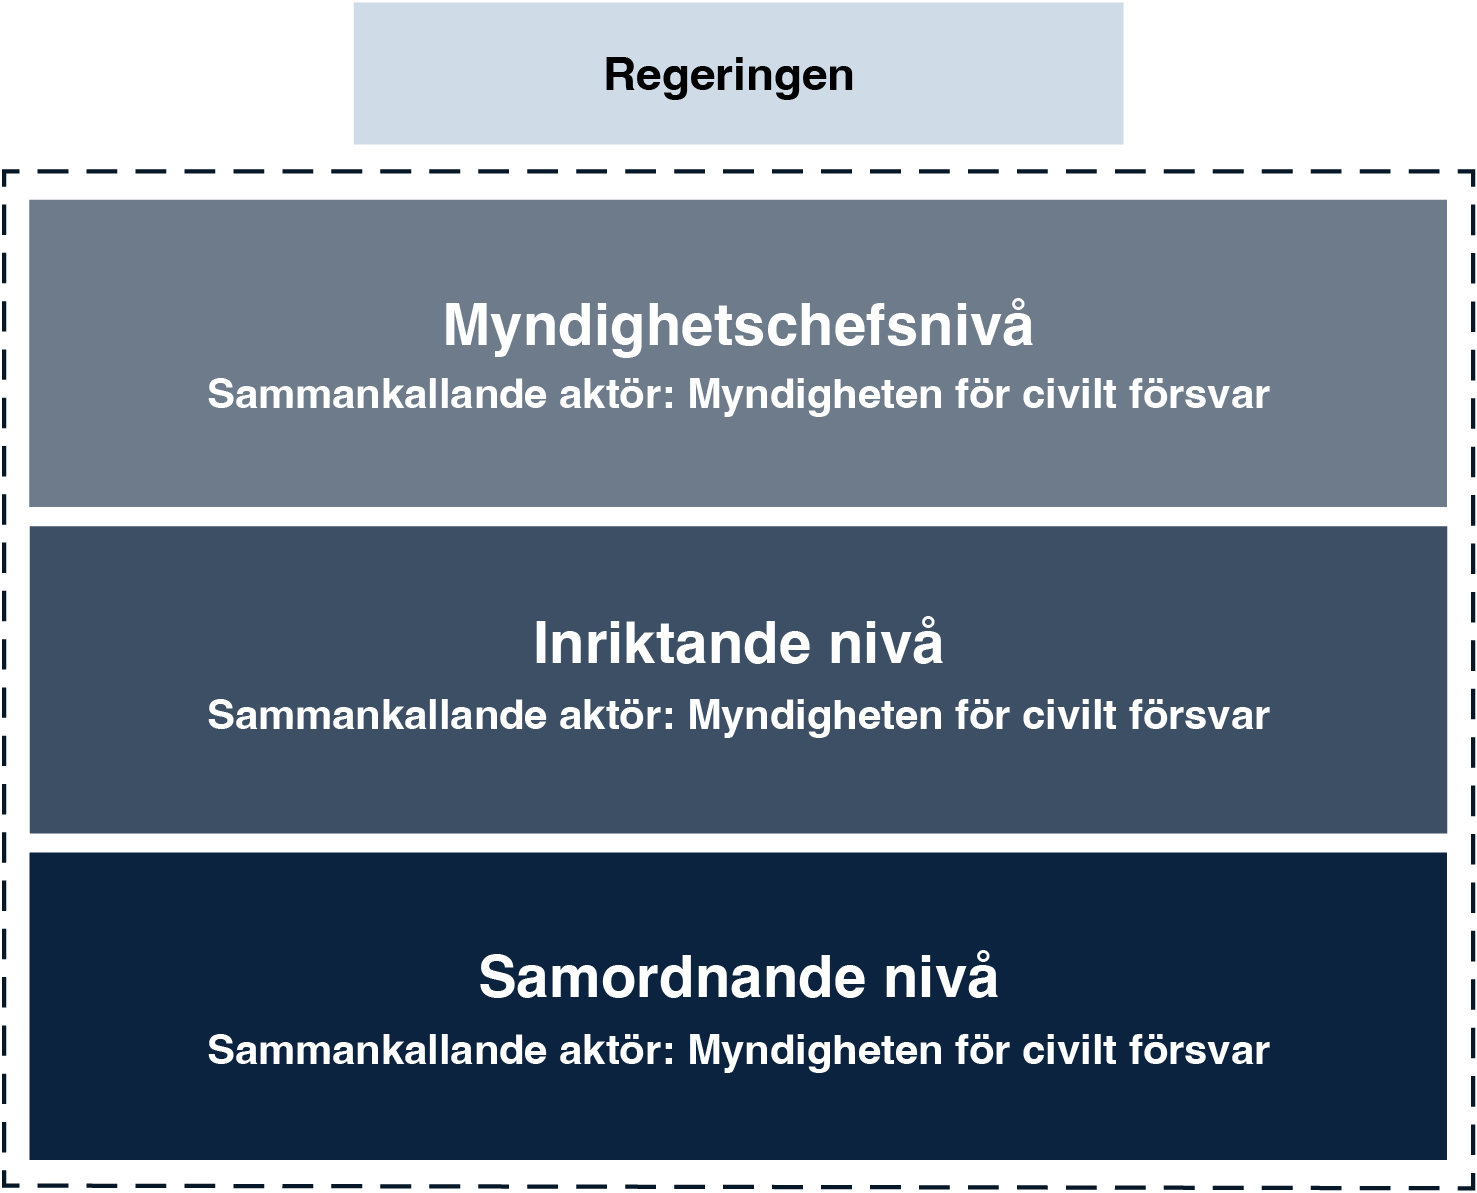 Regeringen
Myndighetschefsnivå
Sammankallande aktör: Myndigheten för civilt försvar
Inriktande nivå
Sammankallande aktör: Myndigheten för civilt försvar
Samordnande nivå
Sammankallande aktör: Myndigheten för civilt försvar